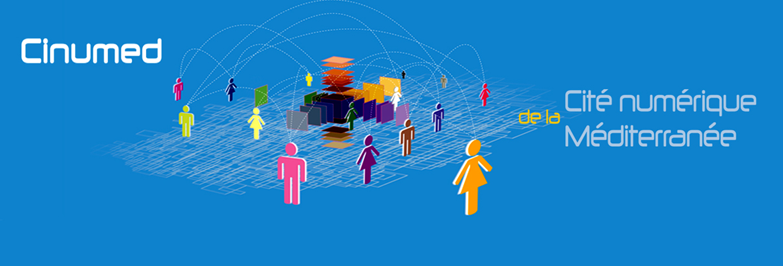 Cinumed
de la Cité numérique
Méditerranée